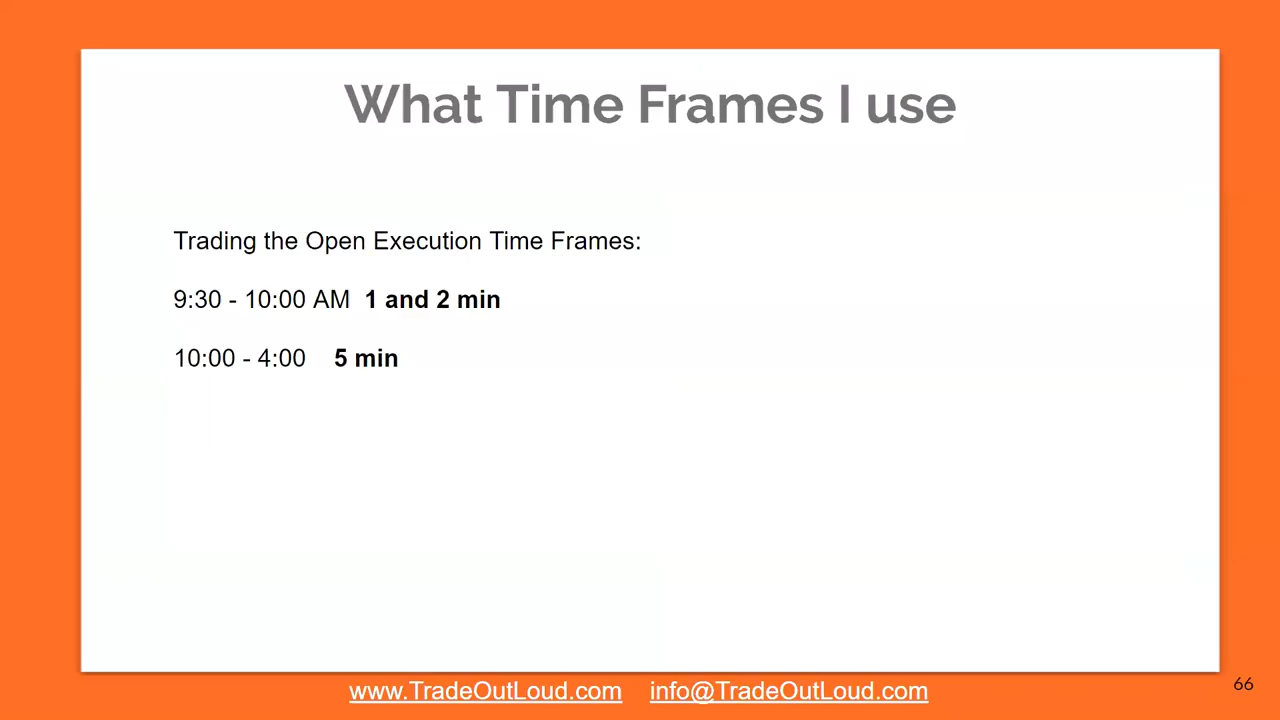 What Time Frames I use
Trading the Open Execution Time Frames:
9:30 - 10:00 AM 1 and 2 min
10:00 - 4:00 5 min
www.TradeOutLoud.com info@TradeOutLoud.com
66